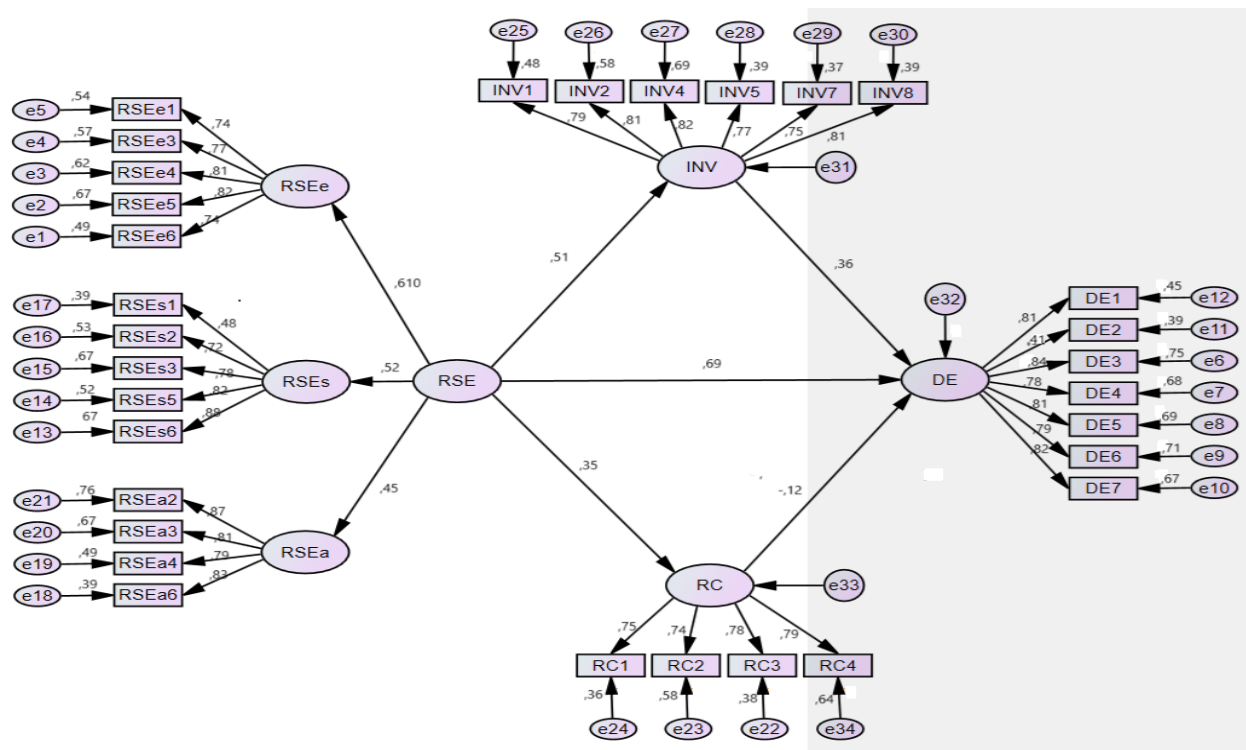 e25 e26 e27 e28 e29 e30
,48 ,58 ,69 ,39 ,37 ,39
INV1 INV2 INV4 INV5 INV7 INV8
,79 ,81 ,82 ,77 ,75 ,81
INV e31
e5 ,54 RSEe1 ,74
e4 ,57 RSEe3 ,77
e3 ,62 RSEe4 ,81
e2 ,67 RSEe5 ,82
e1 ,49 RSEe6 ,74
RSEe
,610
,51
,36
e17 ,39 RSEs1 ,48
e16 ,53 RSEs2 ,72
e15 ,67 RSEs3 ,78
e14 ,52 RSEs5 ,82
e13 67 RSEs6 ,88
RSEs ,52 RSE ,69 DE
e32
,81 DE1 ,45 e12
,41 DE2 ,39 e11
,84 DE3 ,75 e6
,78 DE4 ,68 e7
,81 DE5 ,69 e8
,79 DE6 ,71 e9
,82 DE7 ,67 e10
,45
,35
-,12
e21 ,76 RSEa2 ,87
e20 ,67 RSEa3 ,81
e19 ,49 RSEa4 ,79
e18 ,39 RSEa6 ,83
RSEa
RC e33
,75 ,74 ,78 ,79
RC1 RC2 RC3 RC4
,36 ,58 ,38 ,64
e24 e23 e22 e34